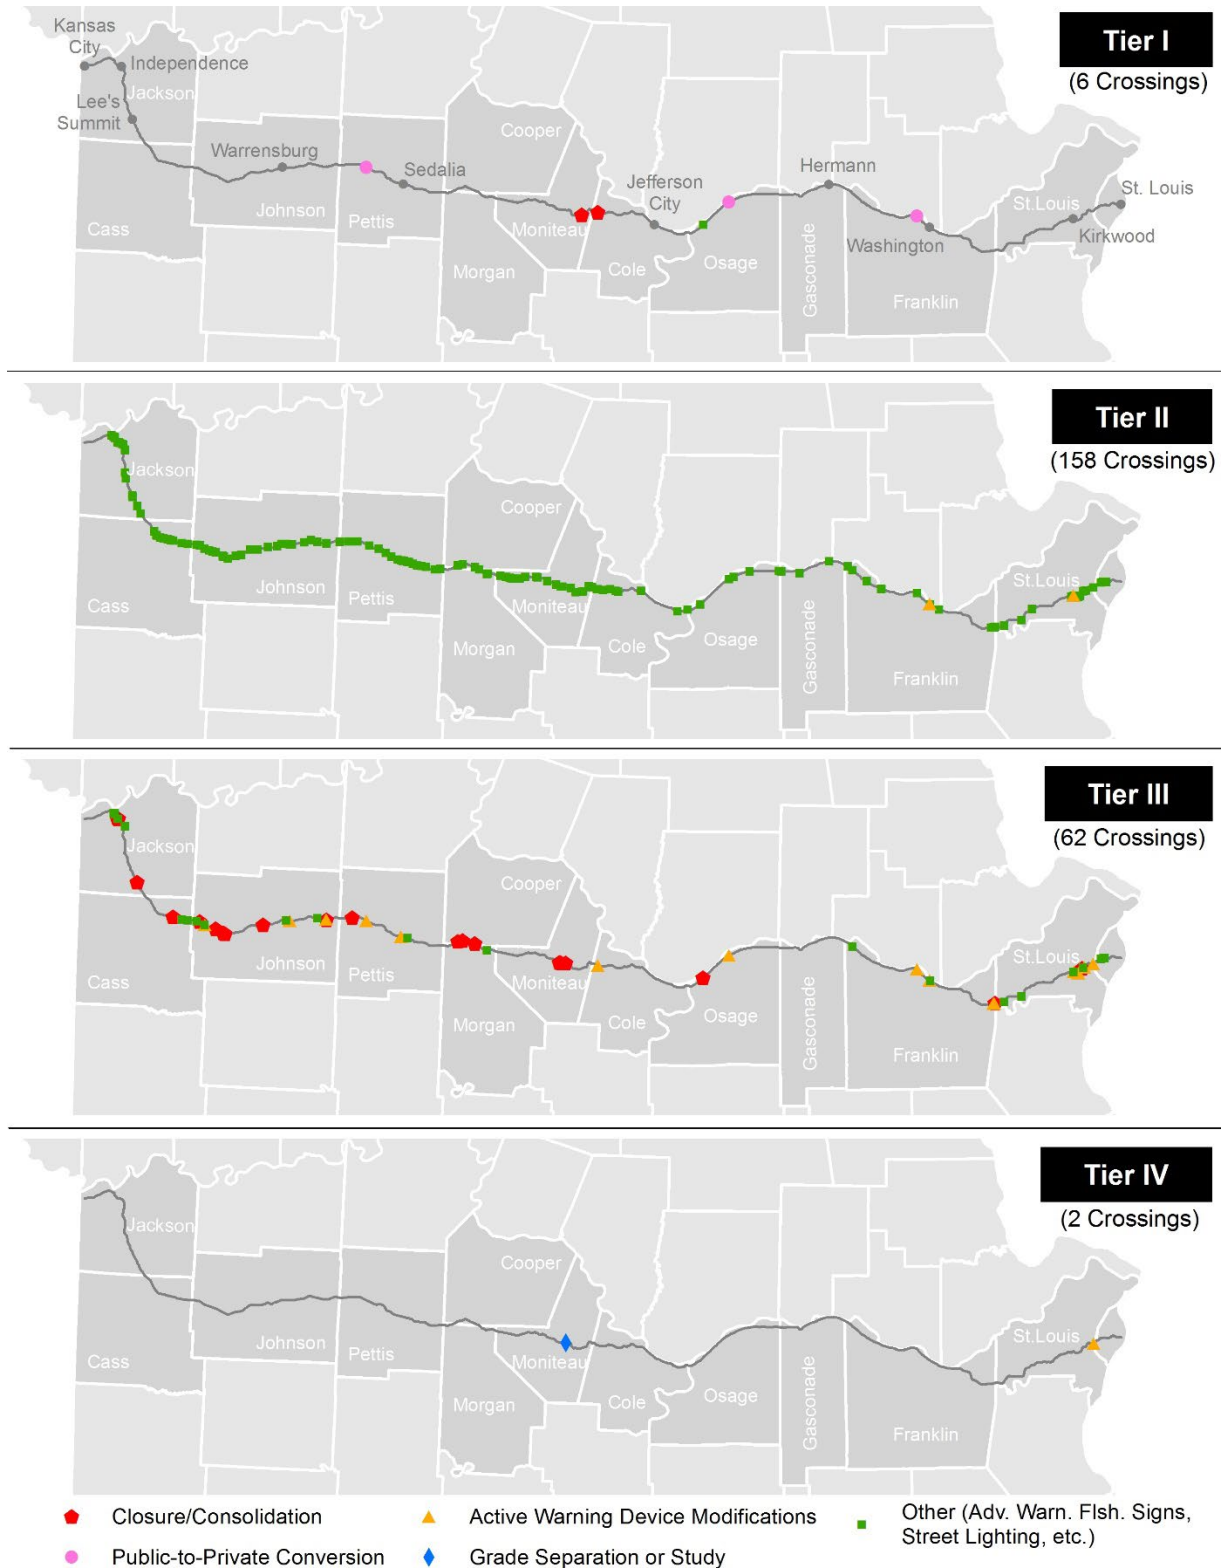 Kansas
City
Independence
Jackson
Lee's
Summit
Warrensburg
Sedalia
Cooper
Jefferson
City
Hermann
St. Louis
St.Louis
Kirkwood
Washington
Johnson
Pettis
Cass
Moniteau
Morgan
Cole
Osage
Gasconade
Franklin
Tier I
(6 Crossings)
Tier II
(158 Crossings)
Jackson
Cooper
St.Louis
Cass
Johnson
Pettis
Moniteau
Morgan
Cole
Osage
Gasconade
Franklin
Tier III
(62 Crossings)
Jackson
Cooper
St.Louis
Cass
Johnson
Pettis
Moniteau
Morgan
Cole
Osage
Gasconade
Franklin
Tier IV
(2 Crossings)
Jackson
Cooper
St.Louis
Cass
Johnson
Pettis
Moniteau
Morgan
Cole
Osage
Gasconade
Franklin
Closure/Consolidation
Public-to-Private Conversion
Active Warning Device Modifications
Grade Separation or Study
Other (Adv. Warn. Flsh. Signs,
Street Lighting, etc.)